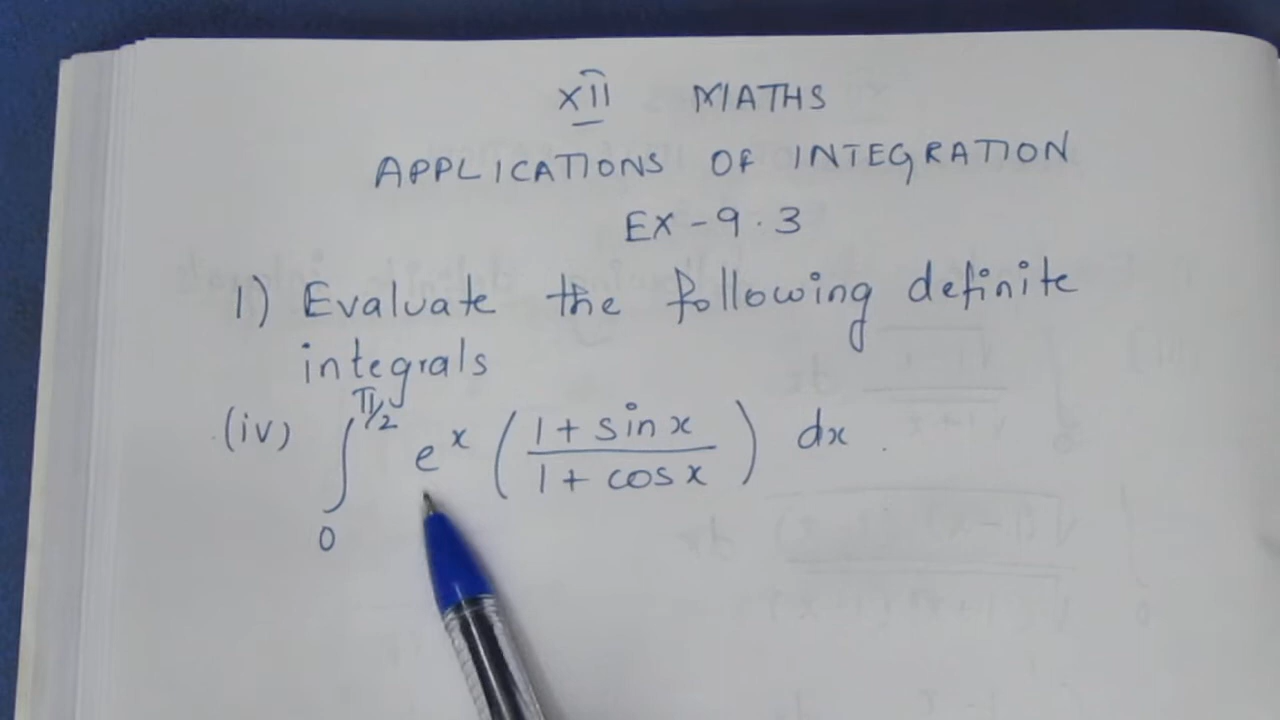 XII MATHS
APPLICATIONS OF INTEGRATION
EX - 9.3
1) Evaluate the following definite
integrals
(iv) ∫₀^{π/2} e^x ( (1 + sin x) / (1 + cos x) ) dx.